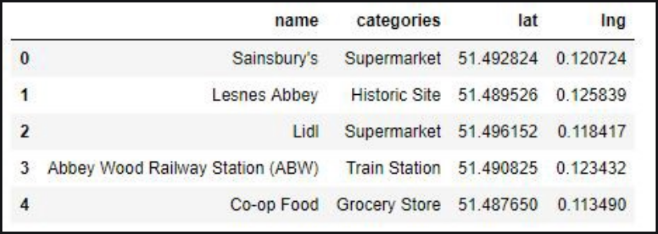 name categories lat lng
0 Sainsbury's Supermarket 51.492824 0.120724
1 Lesnes Abbey Historic Site 51.489526 0.125839
2 Lidl Supermarket 51.496152 0.118417
3 Abbey Wood Railway Station (ABW) Train Station 51.490825 0.123432
4 Co-op Food Grocery Store 51.487650 0.113490